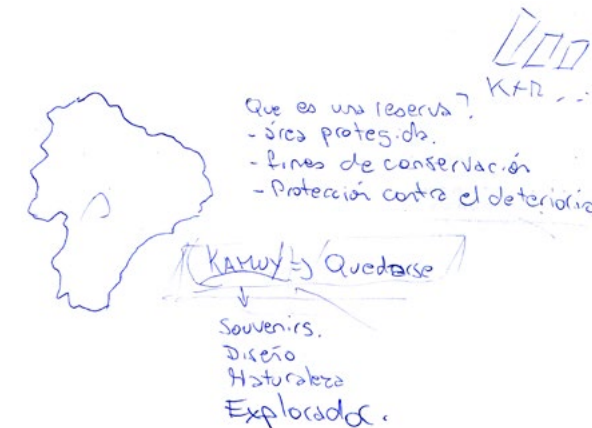 Que es una reserva?
- área protegida.
- fines de conservación
- Protección contra el deterioro
KAMUY => Quedarse
Souvenirs.
Diseño
Naturaleza
Explorador.